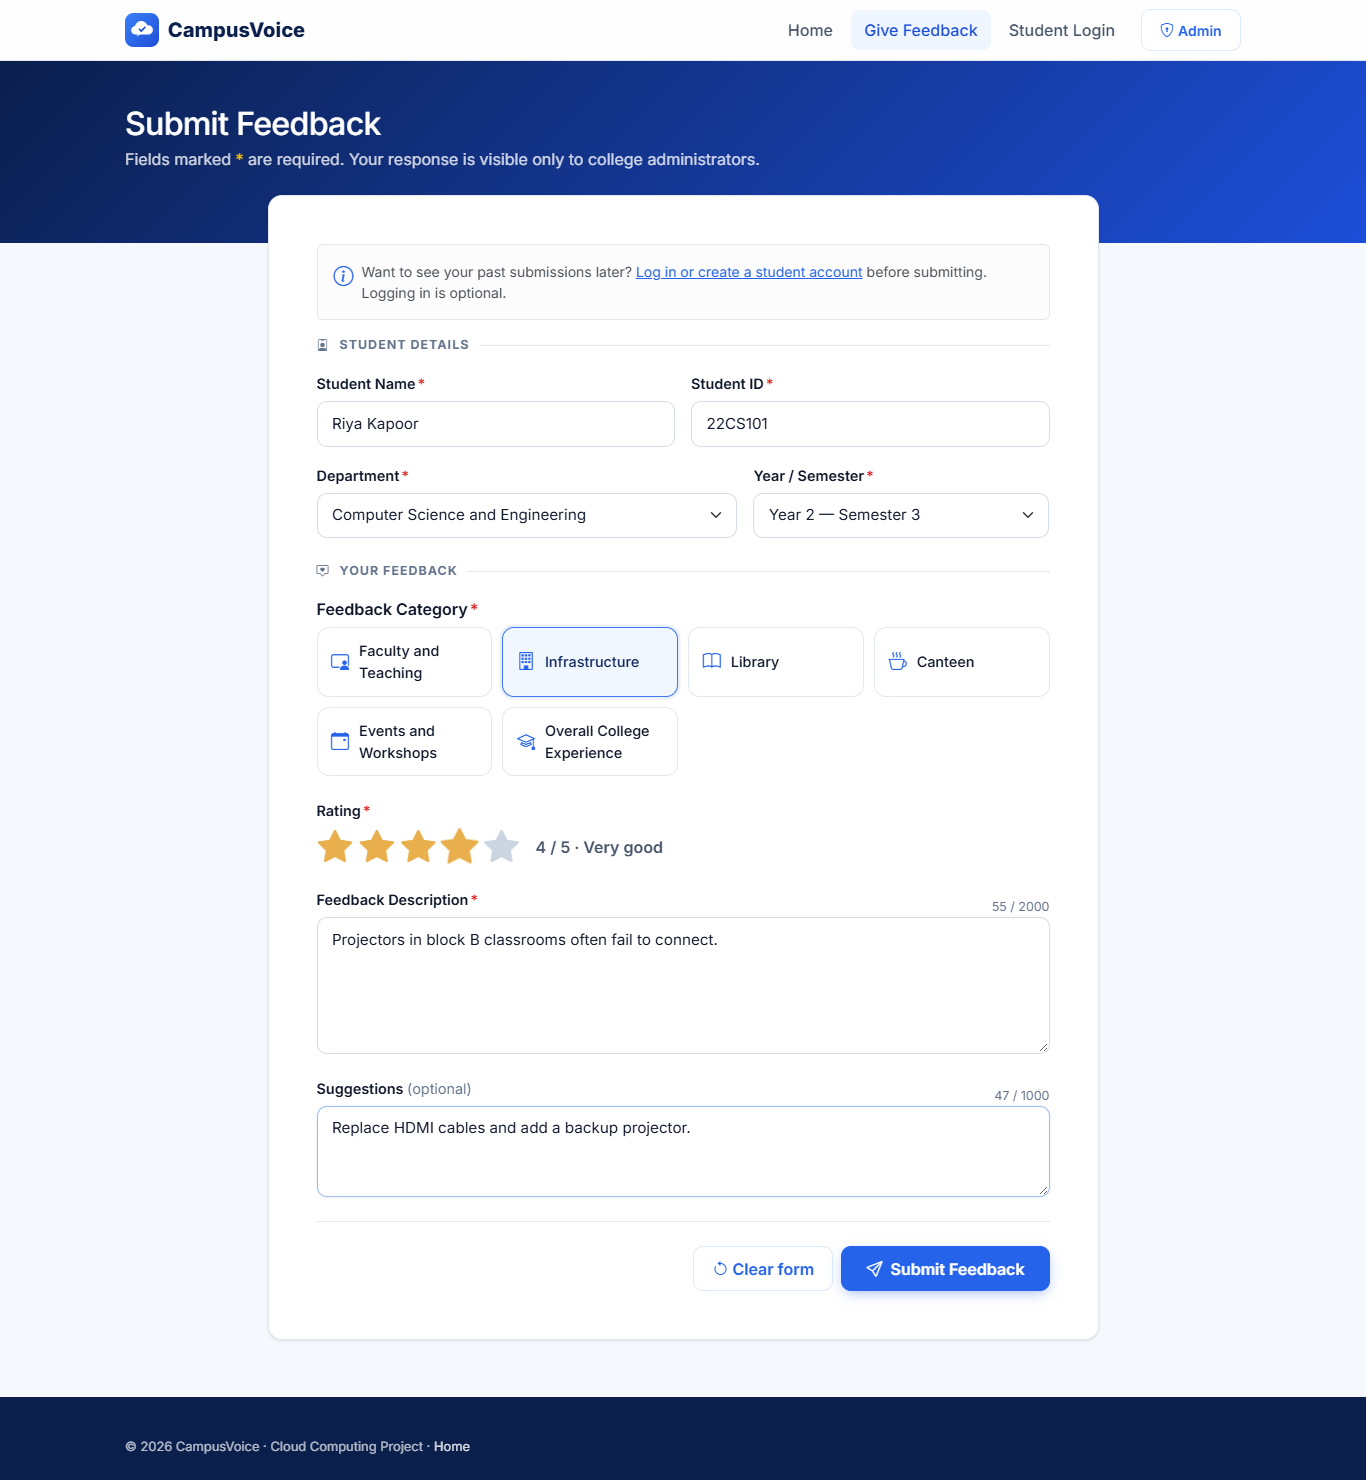 CampusVoice
Home
Give Feedback
Student Login
Admin
Submit Feedback
Fields marked * are required. Your response is visible only to college administrators.
Want to see your past submissions later? Log in or create a student account before submitting.
Logging in is optional.
STUDENT DETAILS
Student Name*
Student ID*
Riya Kapoor
22CS101
Department*
Year / Semester*
Computer Science and Engineering
Year 2 — Semester 3
YOUR FEEDBACK
Feedback Category*
Faculty and
Teaching
Infrastructure
Library
Canteen
Events and
Workshops
Overall College
Experience
Rating*
4 / 5 · Very good
Feedback Description*
55 / 2000
Projectors in block B classrooms often fail to connect.
Suggestions (optional)
47 / 1000
Replace HDMI cables and add a backup projector.
Clear form
Submit Feedback
© 2026 CampusVoice · Cloud Computing Project · Home